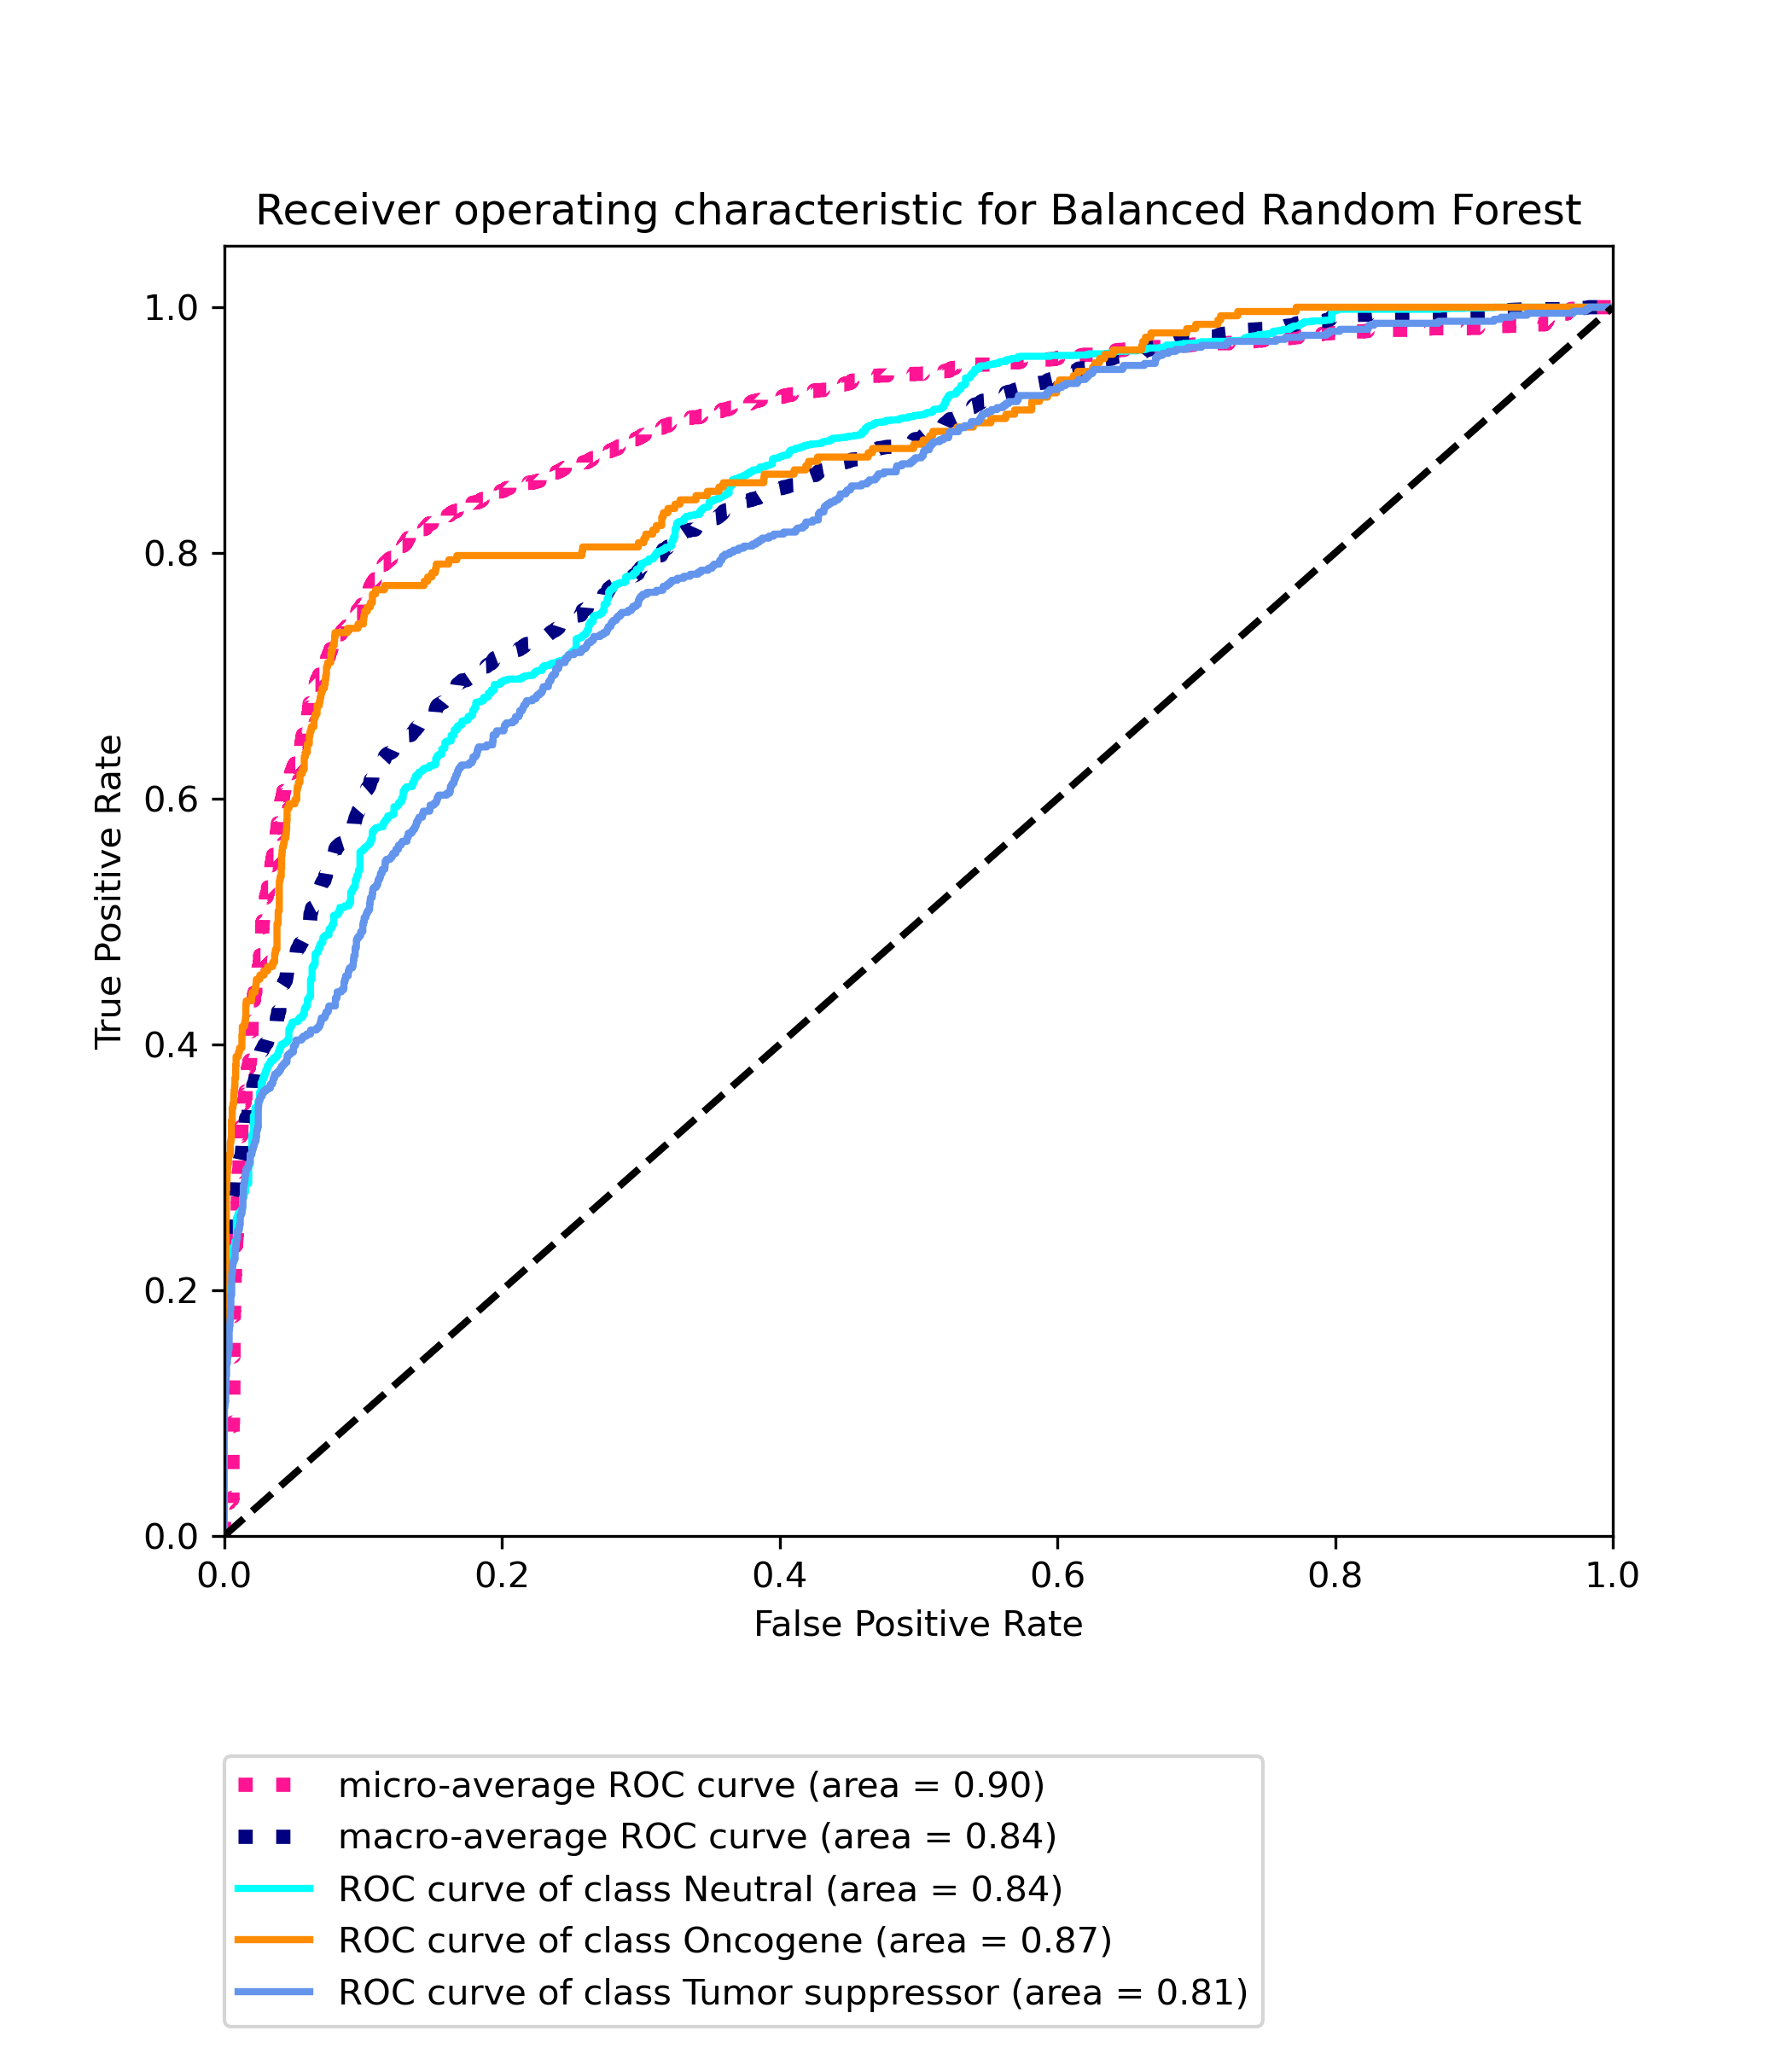 Receiver operating characteristic for Balanced Random Forest
1.0
0.8
0.6
0.4
0.2
0.0
True Positive Rate
0.0 0.2 0.4 0.6 0.8 1.0
False Positive Rate
micro-average ROC curve (area = 0.90)
macro-average ROC curve (area = 0.84)
ROC curve of class Neutral (area = 0.84)
ROC curve of class Oncogene (area = 0.87)
ROC curve of class Tumor suppressor (area = 0.81)